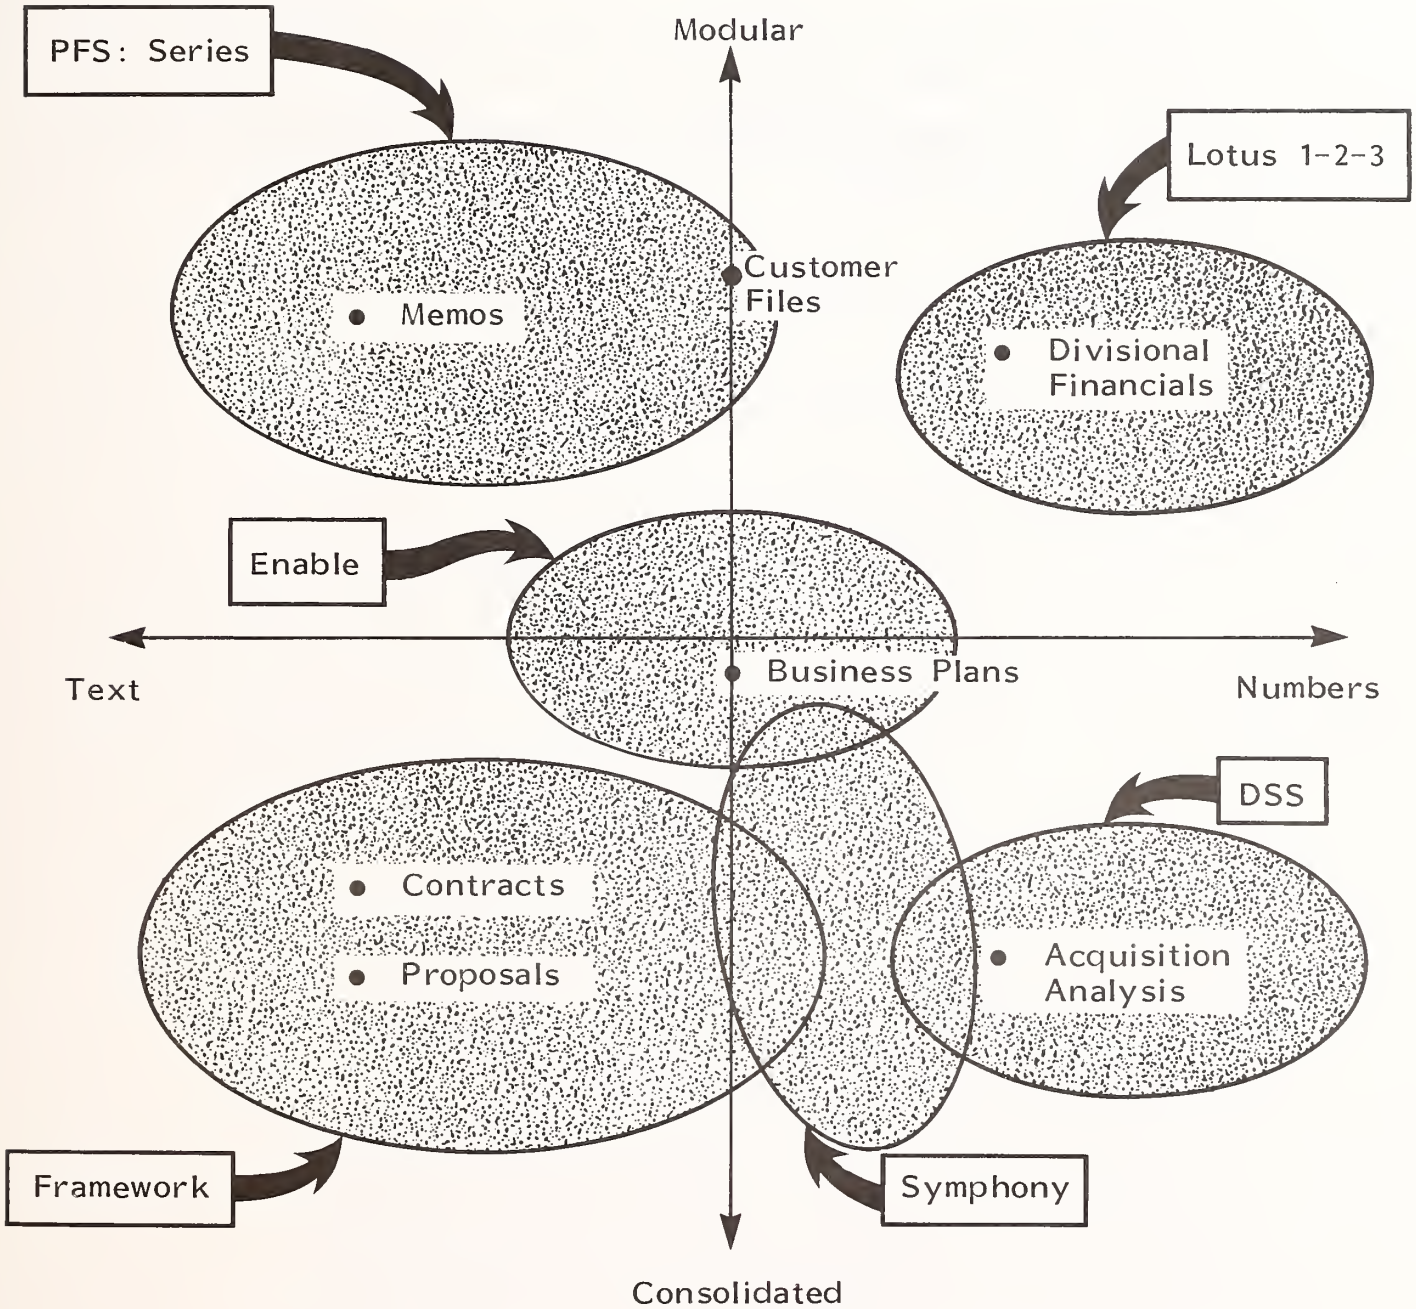 Modular
PFS: Series
Lotus 1-2-3
Customer
Files
● Memos
● Divisional
Financials
Enable
Text
● Business Plans
Numbers
DSS
● Contracts
● Proposals
● Acquisition
Analysis
Framework
Symphony
Consolidated